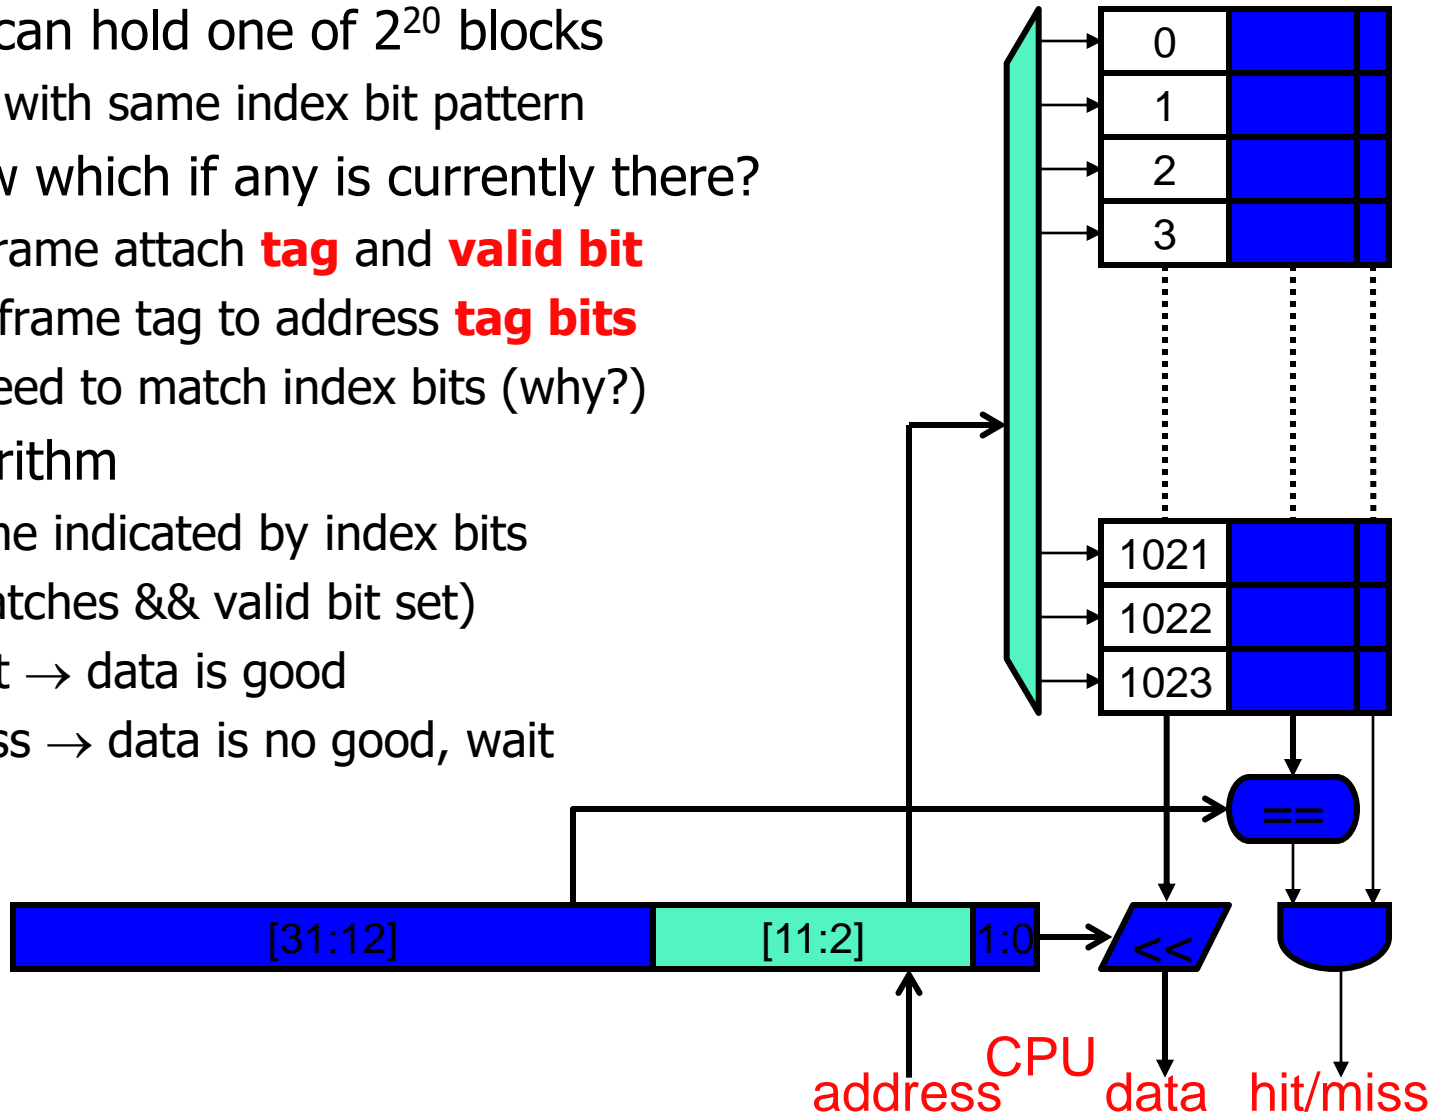 can hold one of 2²⁰ blocks
with same index bit pattern
w which if any is currently there?
rame attach tag and valid bit
frame tag to address tag bits
eed to match index bits (why?)
rithm
ne indicated by index bits
atches && valid bit set)
t → data is good
ss → data is no good, wait
0
1
2
3
1021
1022
1023
==
[31:12] [11:2] 1:0 <<
CPU
address data hit/miss